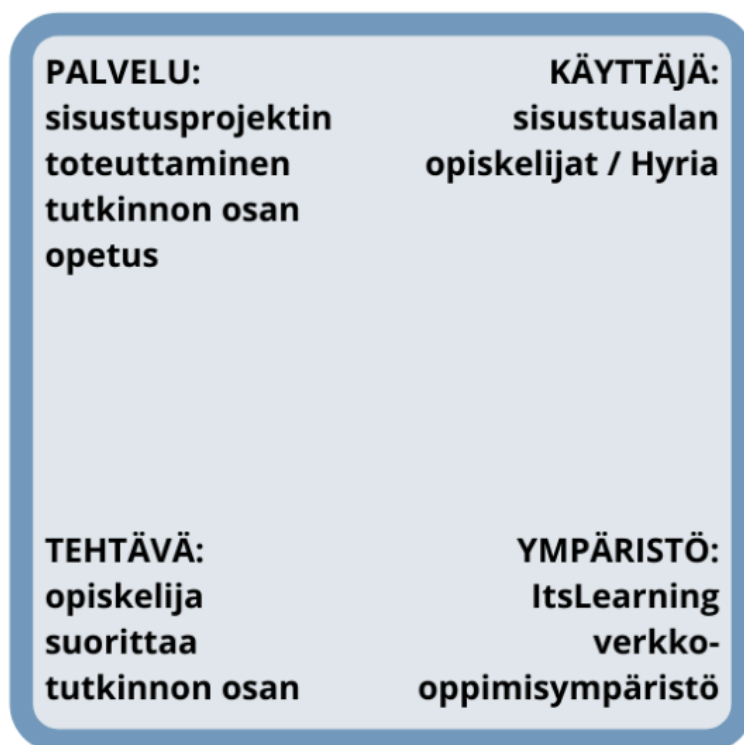 PALVELU:
sisustusprojektin
toteuttaminen
tutkinnon osan
opetus
KÄYTTÄJÄ:
sisustusalan
opiskelijat / Hyria
TEHTÄVÄ:
opiskelija
suorittaa
tutkinnon osan
YMPÄRISTÖ:
ItsLearning
verkko-
oppimisympäristö